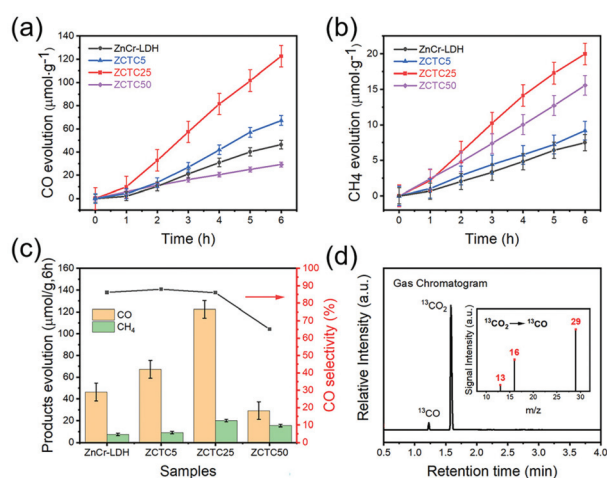 (a)
CO evolution (μmol·g⁻¹)
140
120
100
80
60
40
20
0
ZnCr-LDH
ZCTC5
ZCTC25
ZCTC50
0 1 2 3 4 5 6
Time (h)
(b)
CH4 evolution (μmol·g⁻¹)
20
15
10
5
0
ZnCr-LDH
ZCTC5
ZCTC25
ZCTC50
0 1 2 3 4 5 6
Time (h)
(c)
Products evolution (μmol/g,6h)
160
140
120
100
80
60
40
20
0
CO
CH₄
100
90
80
70
60
50
40
30
20
10
0
CO selectivity (%)
ZnCr-LDH ZCTC5 ZCTC25 ZCTC50
Samples
(d)
Relative Intensity (a.u.)
Gas Chromatogram
¹³CO₂
¹³CO
Signal Intensity (a.u.)
¹³CO₂→¹³CO
29
16
13
10 15 20 25 30
m/z
0.5 1.0 1.5 2.0 2.5 3.0 3.5 4.0
Retention time (min)